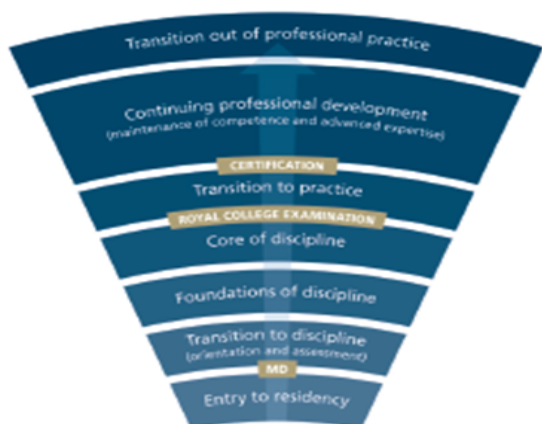 Transition out of professional practice
Continuing professional development
(maintenance of competence and advanced expertise)
CERTIFICATION
Transition to practice
ROYAL COLLEGE EXAMINATION
Core of discipline
Foundations of discipline
Transition to discipline
(orientation and assessment)
MD
Entry to residency